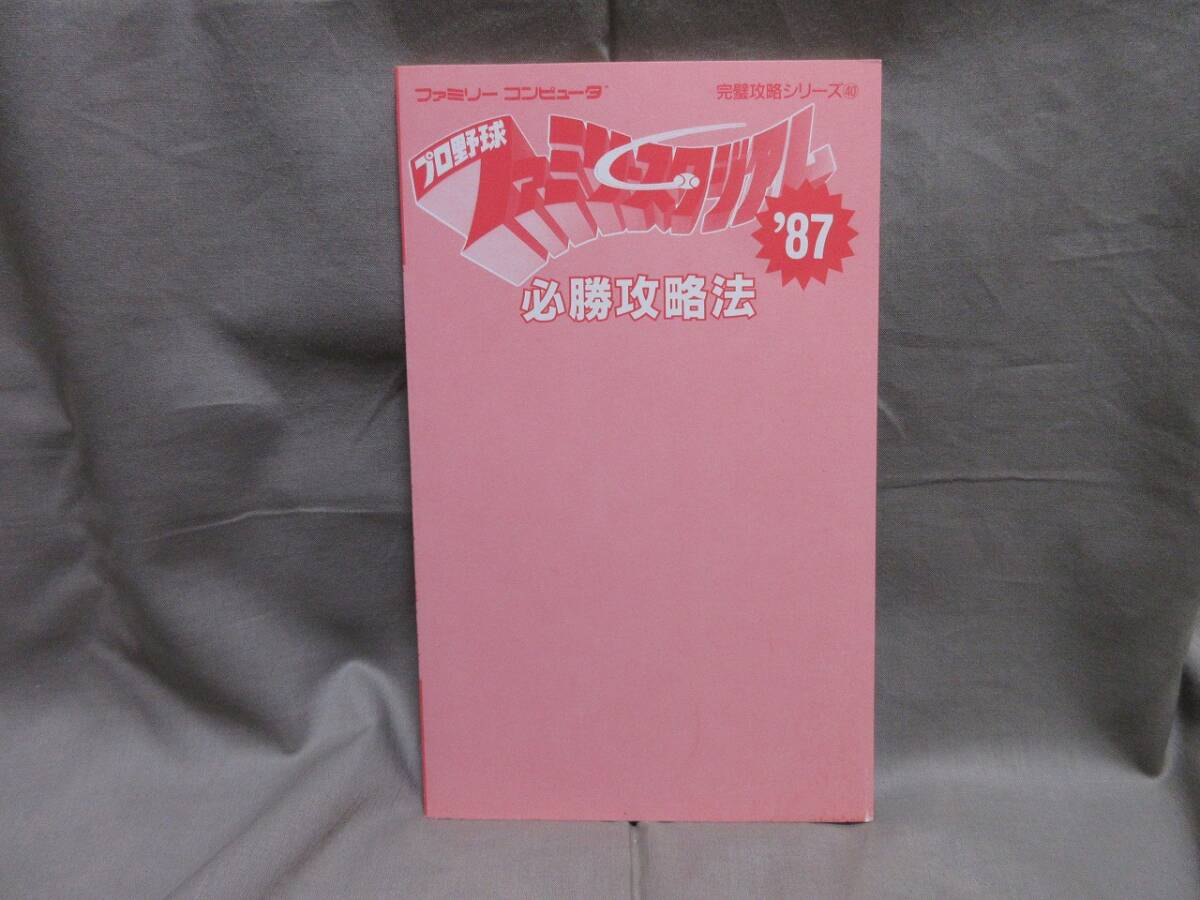 ファミリー コンピュータ™
完璧攻略シリーズ㊵
プロ野球
ファミリースタジアム
'87
必勝攻略法